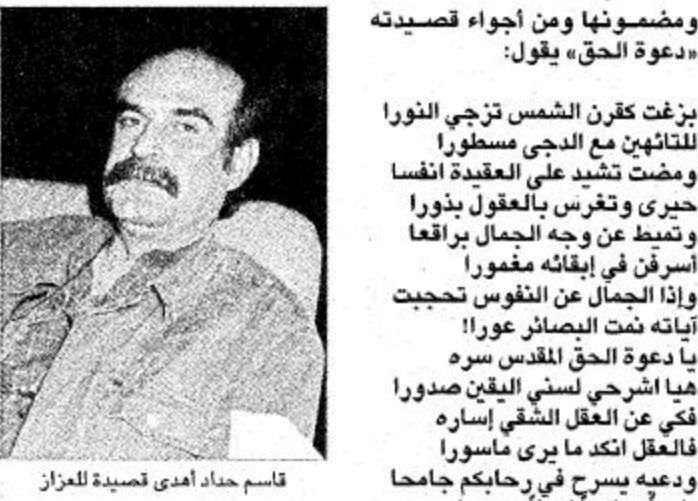 ومضمونها ومن أجواء قصيدته
«دعوة الحق» يقول:
بزغت كقرن الشمس تزجي النورا
للتائهين مع الدجى مسطورا
ومضت تشيد على العقيدة انفسا
حيرى وتغرس بالعقول بذورا
وتميط عن وجه الجمال براقعا
أسرفن في إبقائه مغمورا
وإذا الجمال عن النفوس تحجبت
آياته نمت البصائر عورا!
يا دعوة الحق المقدس سره
هيا اشرحي لسني اليقين صدورا
فكي عن العقل الشقي إساره
فالعقل انكد ما يرى ماسورا
ودعيه يسرح في رحابكم جامحا
قاسم حداد أهدى قصيدة للعزاز